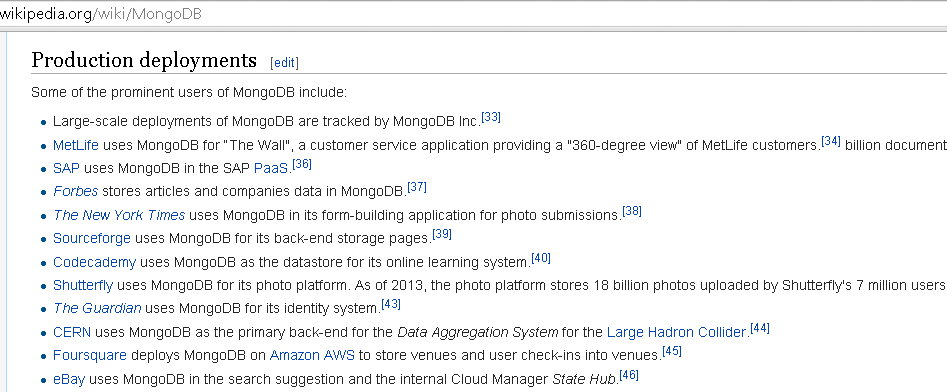 wikipedia.org/wiki/MongoDB
Production deployments [edit]
Some of the prominent users of MongoDB include:
• Large-scale deployments of MongoDB are tracked by MongoDB Inc.[33]
• MetLife uses MongoDB for "The Wall", a customer service application providing a "360-degree view" of MetLife customers.[34] billion document
• SAP uses MongoDB in the SAP PaaS.[36]
• Forbes stores articles and companies data in MongoDB.[37]
• The New York Times uses MongoDB in its form-building application for photo submissions.[38]
• Sourceforge uses MongoDB for its back-end storage pages.[39]
• Codecademy uses MongoDB as the datastore for its online learning system.[40]
• Shutterfly uses MongoDB for its photo platform. As of 2013, the photo platform stores 18 billion photos uploaded by Shutterfly's 7 million users
• The Guardian uses MongoDB for its identity system.[43]
• CERN uses MongoDB as the primary back-end for the Data Aggregation System for the Large Hadron Collider.[44]
• Foursquare deploys MongoDB on Amazon AWS to store venues and user check-ins into venues.[45]
• eBay uses MongoDB in the search suggestion and the internal Cloud Manager State Hub.[46]